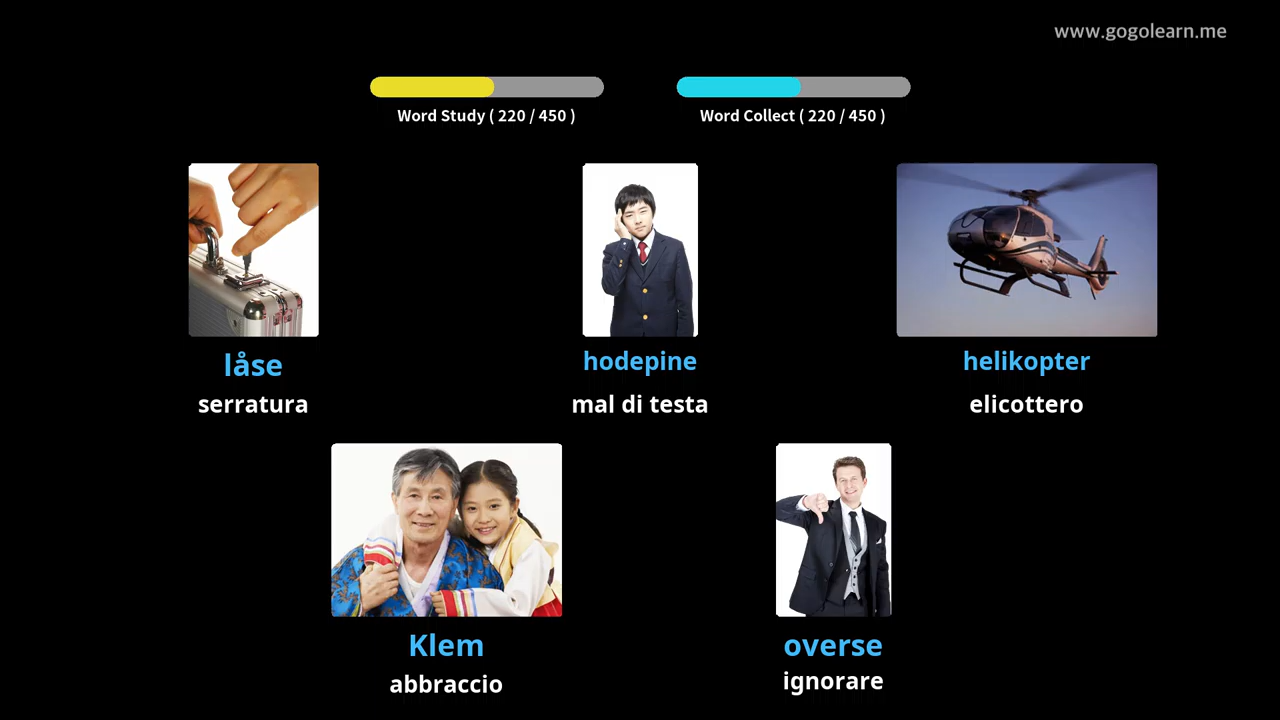 www.gogolearn.me
Word Study ( 220 / 450 )
Word Collect ( 220 / 450 )
låse
hodepine
helikopter
serratura
mal di testa
elicottero
Klem
overse
abbraccio
ignorare